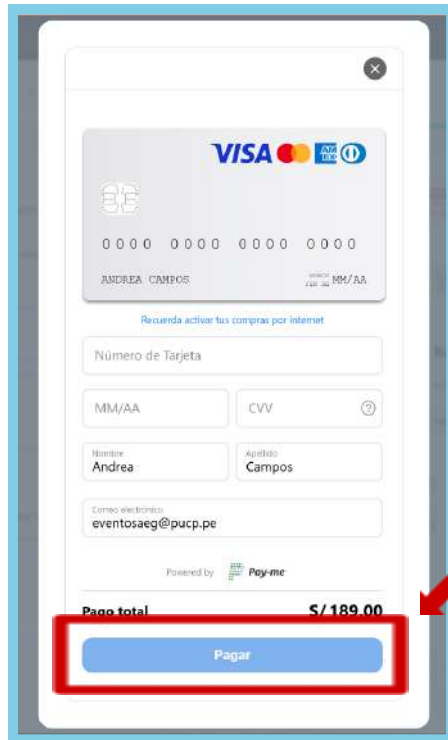 VISA AM EX
0000 0000 0000 0000
ANDREA CAMPOS MM/AA
Recuerda activar tus compras por internet
Número de Tarjeta
MM/AA CVV ?
Nombre Apellido
Andrea Campos
Correo electrónico
eventosaeg@pucp.pe
Powered by Pay-me
Pago total S/ 189.00
Pagar